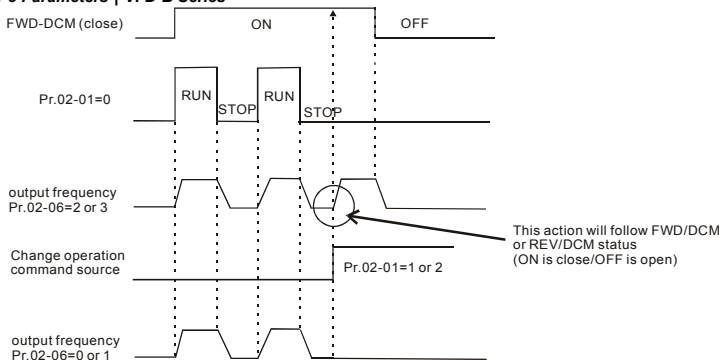 Parameters | VFD-B Series
FWD-DCM (close)
ON
OFF
Pr.02-01=0
RUN
STOP
RUN
STOP
output frequency
Pr.02-06=2 or 3
This action will follow FWD/DCM
or REV/DCM status
(ON is close/OFF is open)
Change operation
command source
Pr.02-01=1 or 2
output frequency
Pr.02-06=0 or 1